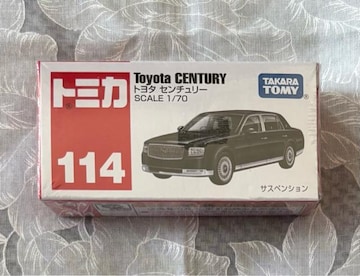 トミカ
114
Toyota CENTURY
トヨタ センチュリー
SCALE 1/70
TAKARA
TOMY
サスペンション